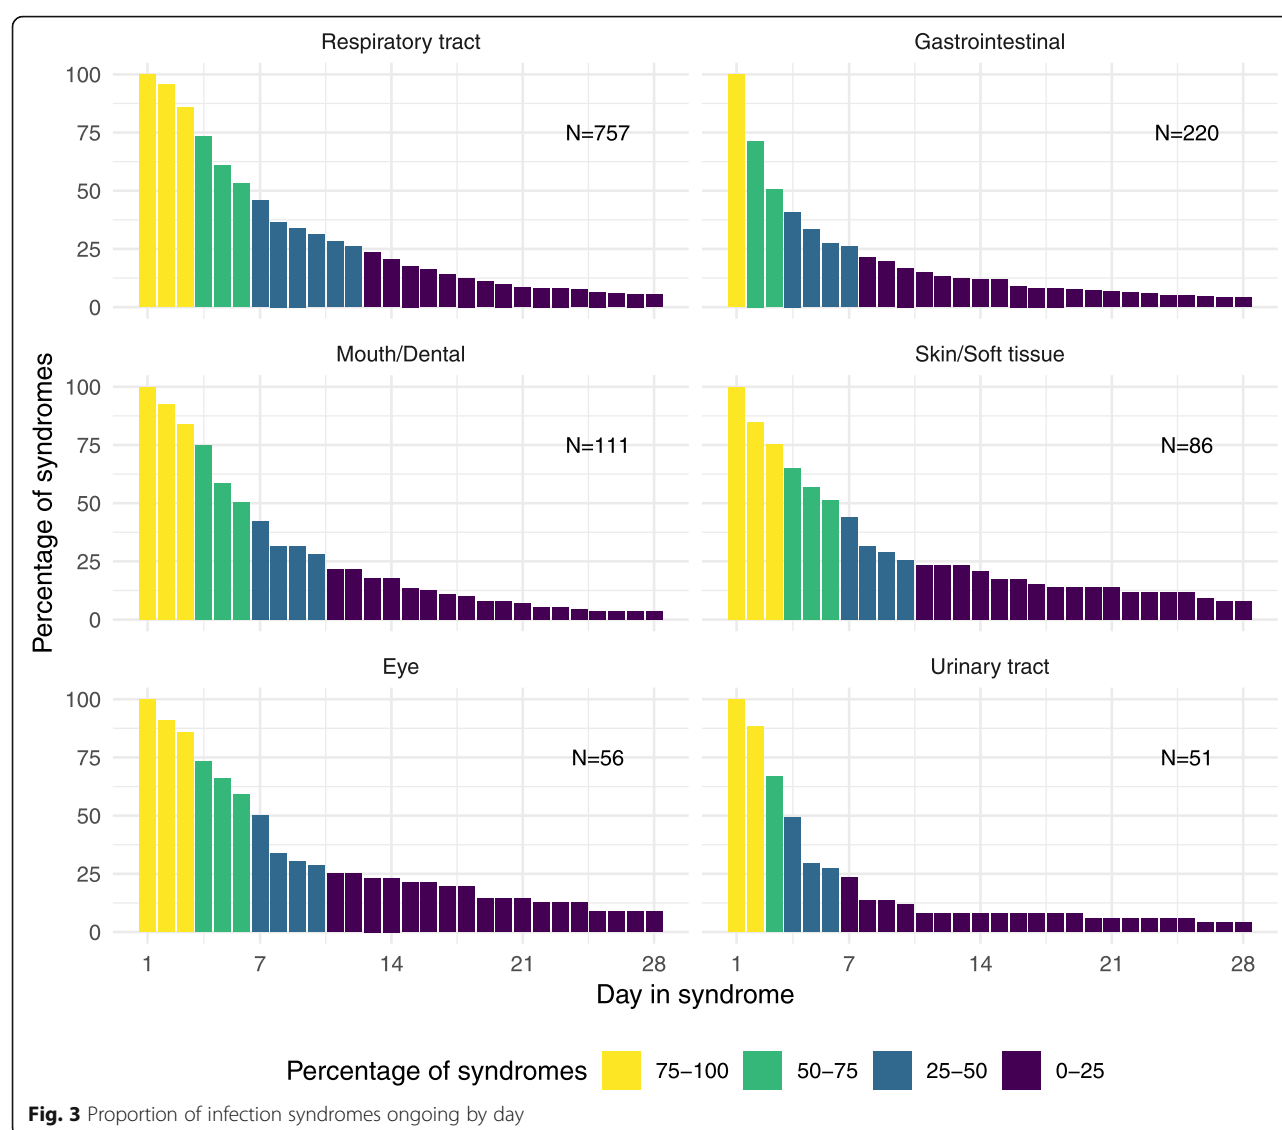 Respiratory tract
Gastrointestinal
100
75
50
25
0
N=757
N=220
Mouth/Dental
Skin/Soft tissue
100
75
50
25
0
N=111
N=86
Percentage of syndromes
Eye
Urinary tract
100
75
50
25
0
N=56
N=51
1 7 14 21 28
1 7 14 21 28
Day in syndrome
Percentage of syndromes 75–100 50–75 25–50 0–25
Fig. 3 Proportion of infection syndromes ongoing by day